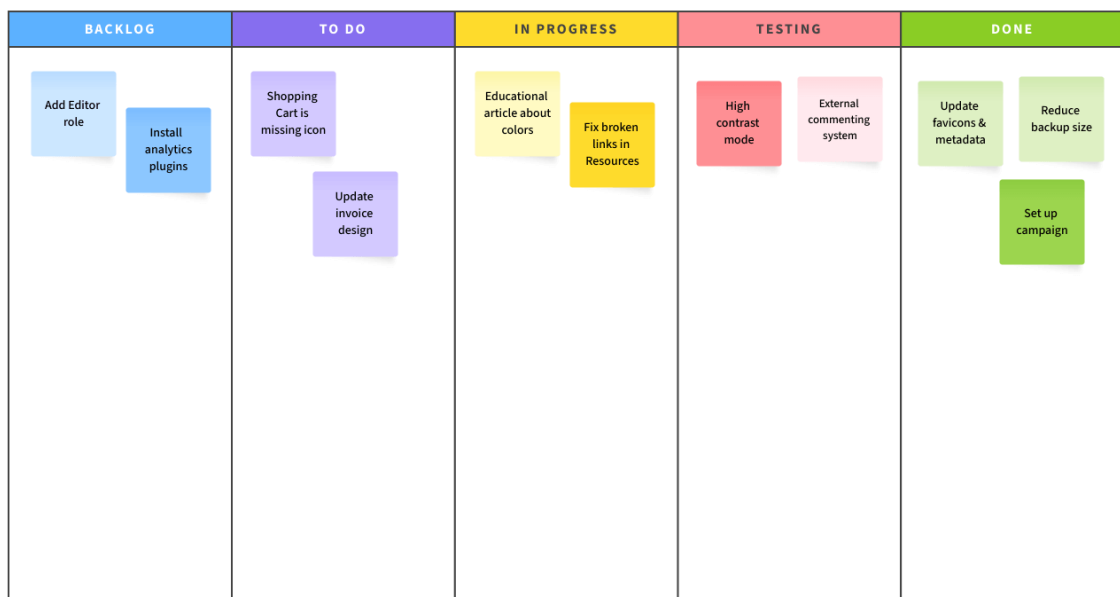 BACKLOG
TO DO
IN PROGRESS
TESTING
DONE
Add Editor
role
Install
analytics
plugins
Shopping
Cart is
missing icon
Update
invoice
design
Educational
article about
colors
Fix broken
links in
Resources
High
contrast
mode
External
commenting
system
Update
favicons &
metadata
Reduce
backup size
Set up
campaign